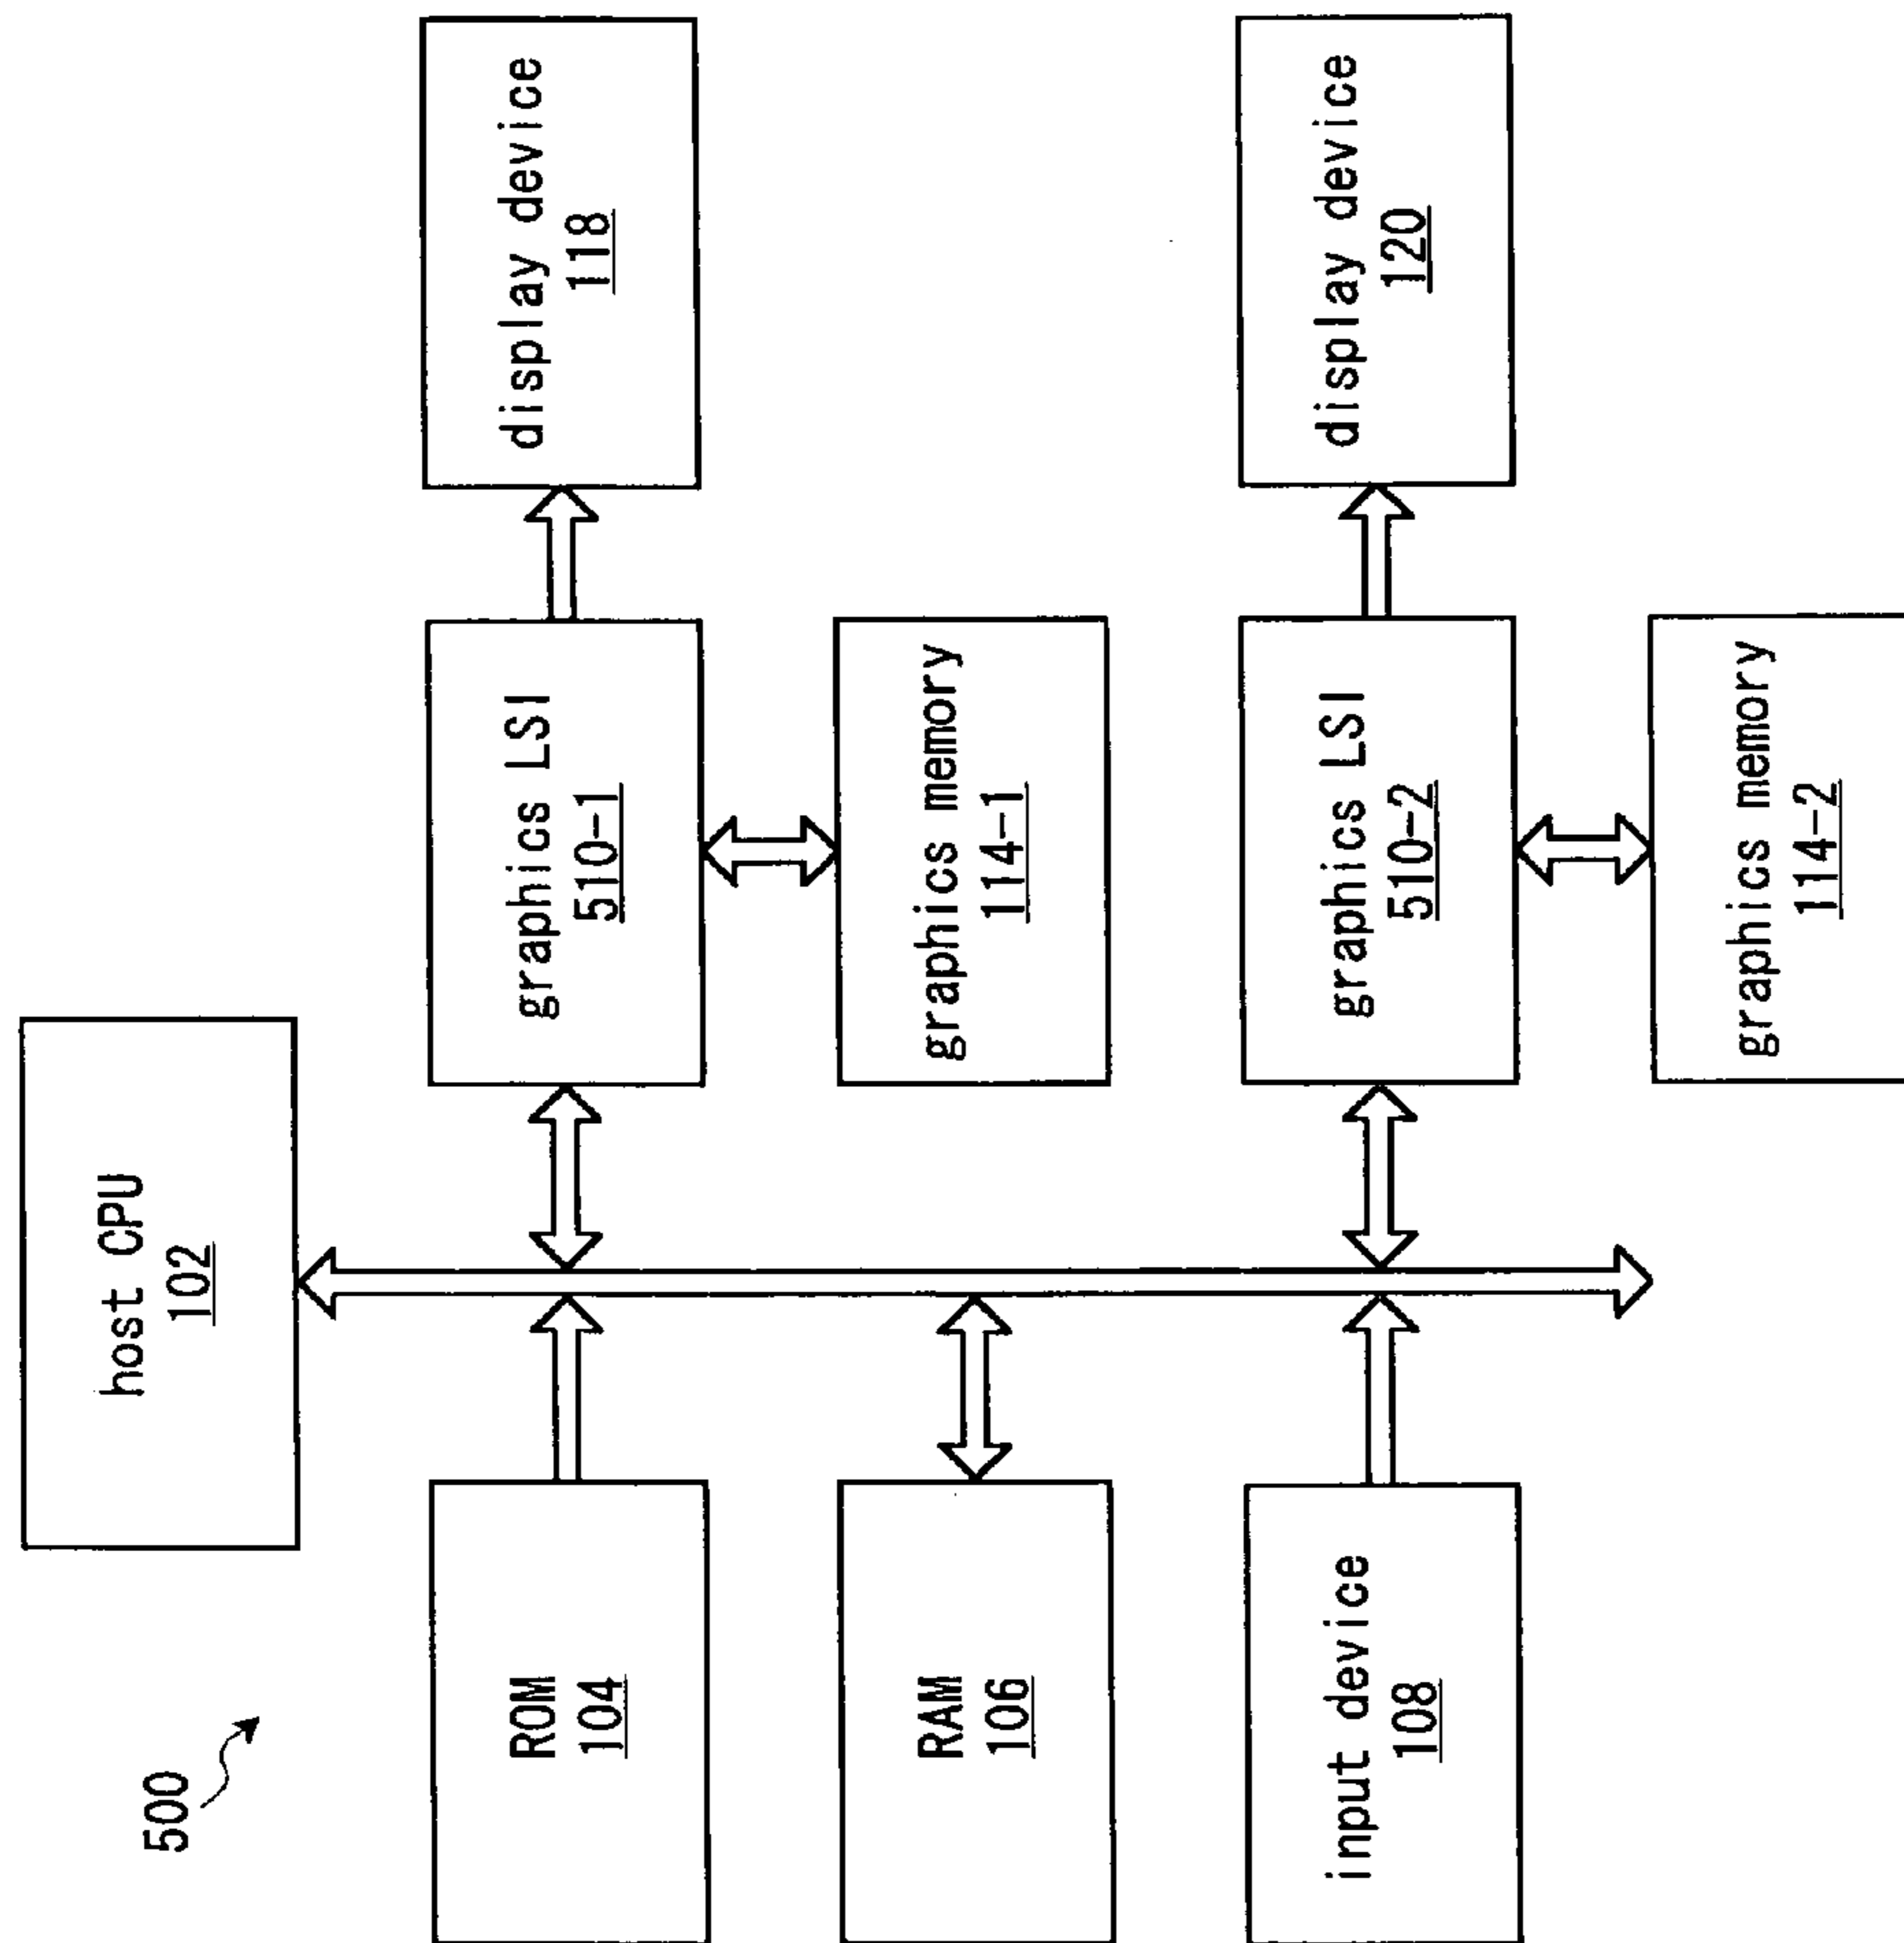 500
host CPU
102
ROM
104
graphics LSI
510-1
display device
118
RAM
106
graphics memory
114-1
input device
108
graphics LSI
510-2
display device
120
graphics memory
114-2